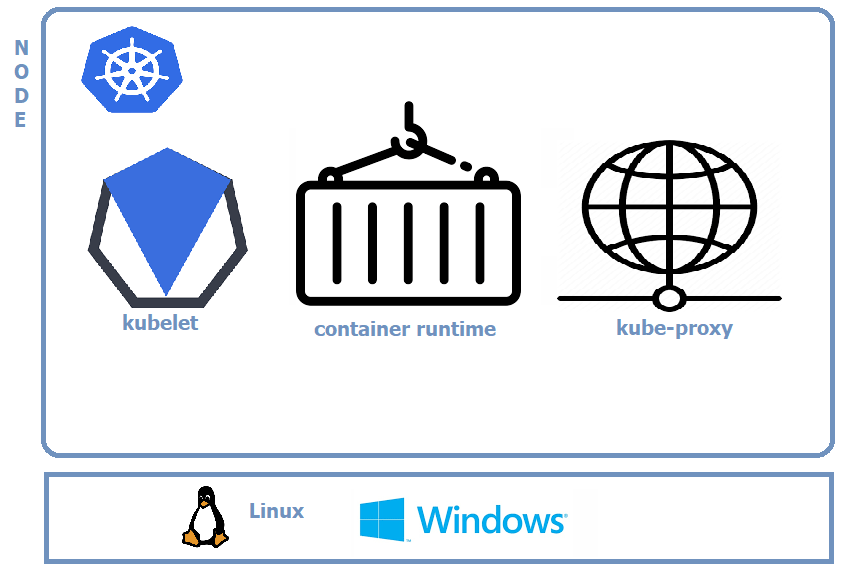 NODE
kubelet
container runtime
kube-proxy
Linux
Windows